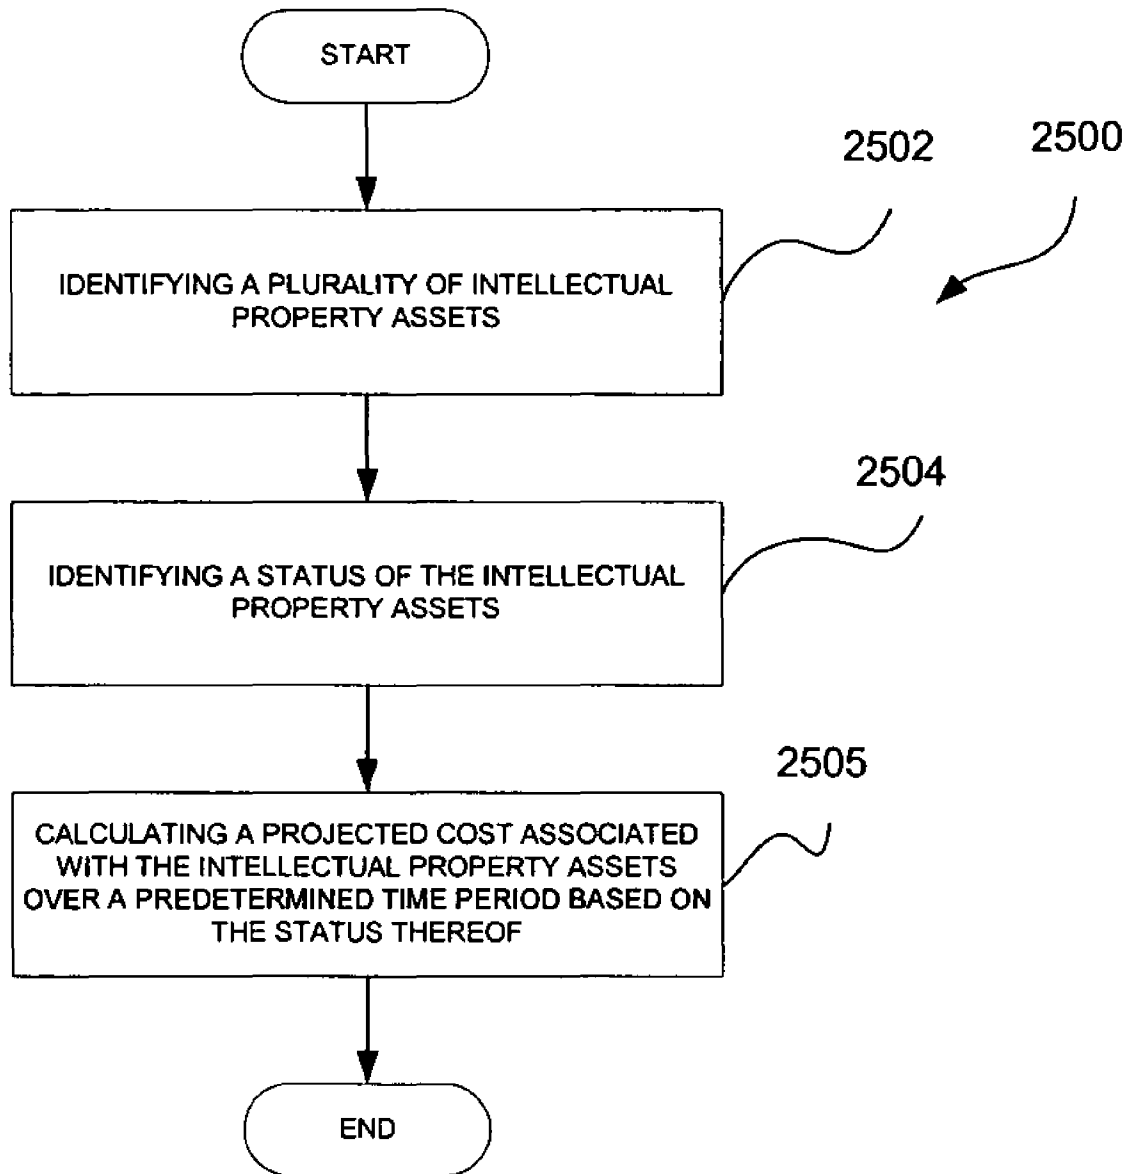 START
2502
2500
IDENTIFYING A PLURALITY OF INTELLECTUAL
PROPERTY ASSETS
2504
IDENTIFYING A STATUS OF THE INTELLECTUAL
PROPERTY ASSETS
2505
CALCULATING A PROJECTED COST ASSOCIATED
WITH THE INTELLECTUAL PROPERTY ASSETS
OVER A PREDETERMINED TIME PERIOD BASED ON
THE STATUS THEREOF
END